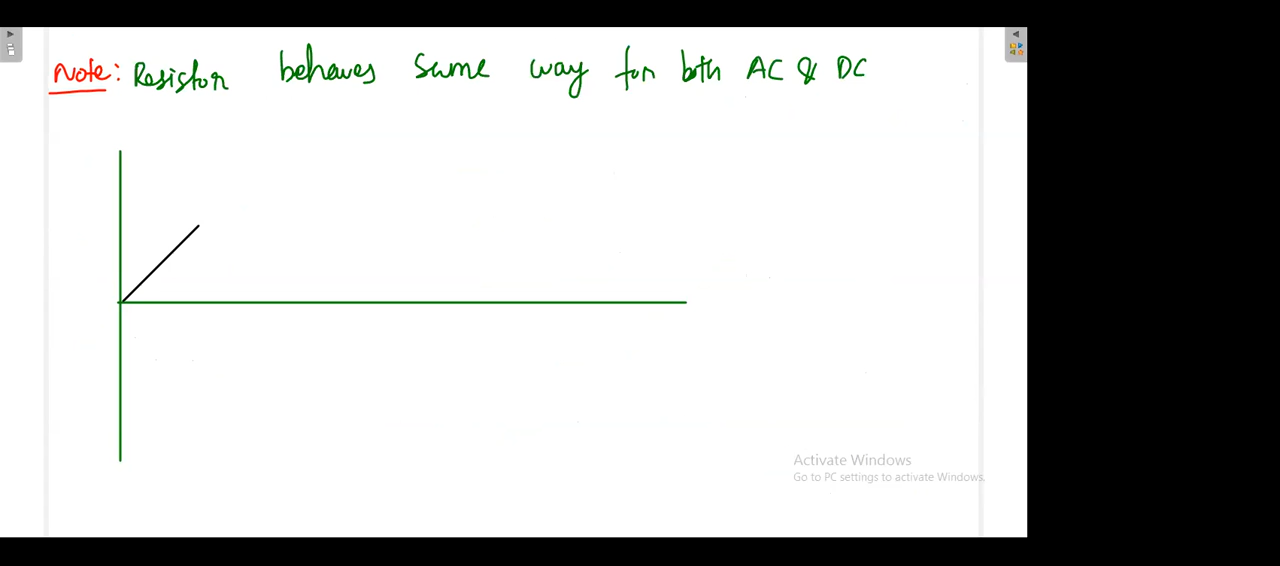 Note: Resistor behaves same way for both AC & DC
Activate Windows
Go to PC settings to activate Windows.